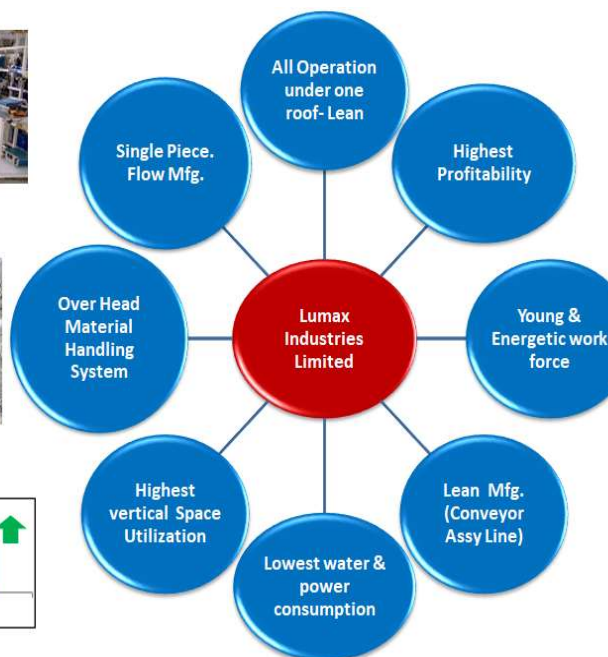 All Operation
under one
roof- Lean
Highest
Profitability
Young &
Energetic work
force
Lean Mfg.
(Conveyor
Assy Line)
Lowest water &
power
consumption
Highest
vertical Space
Utilization
Over Head
Material
Handling
System
Single Piece.
Flow Mfg.
Lumax
Industries
Limited